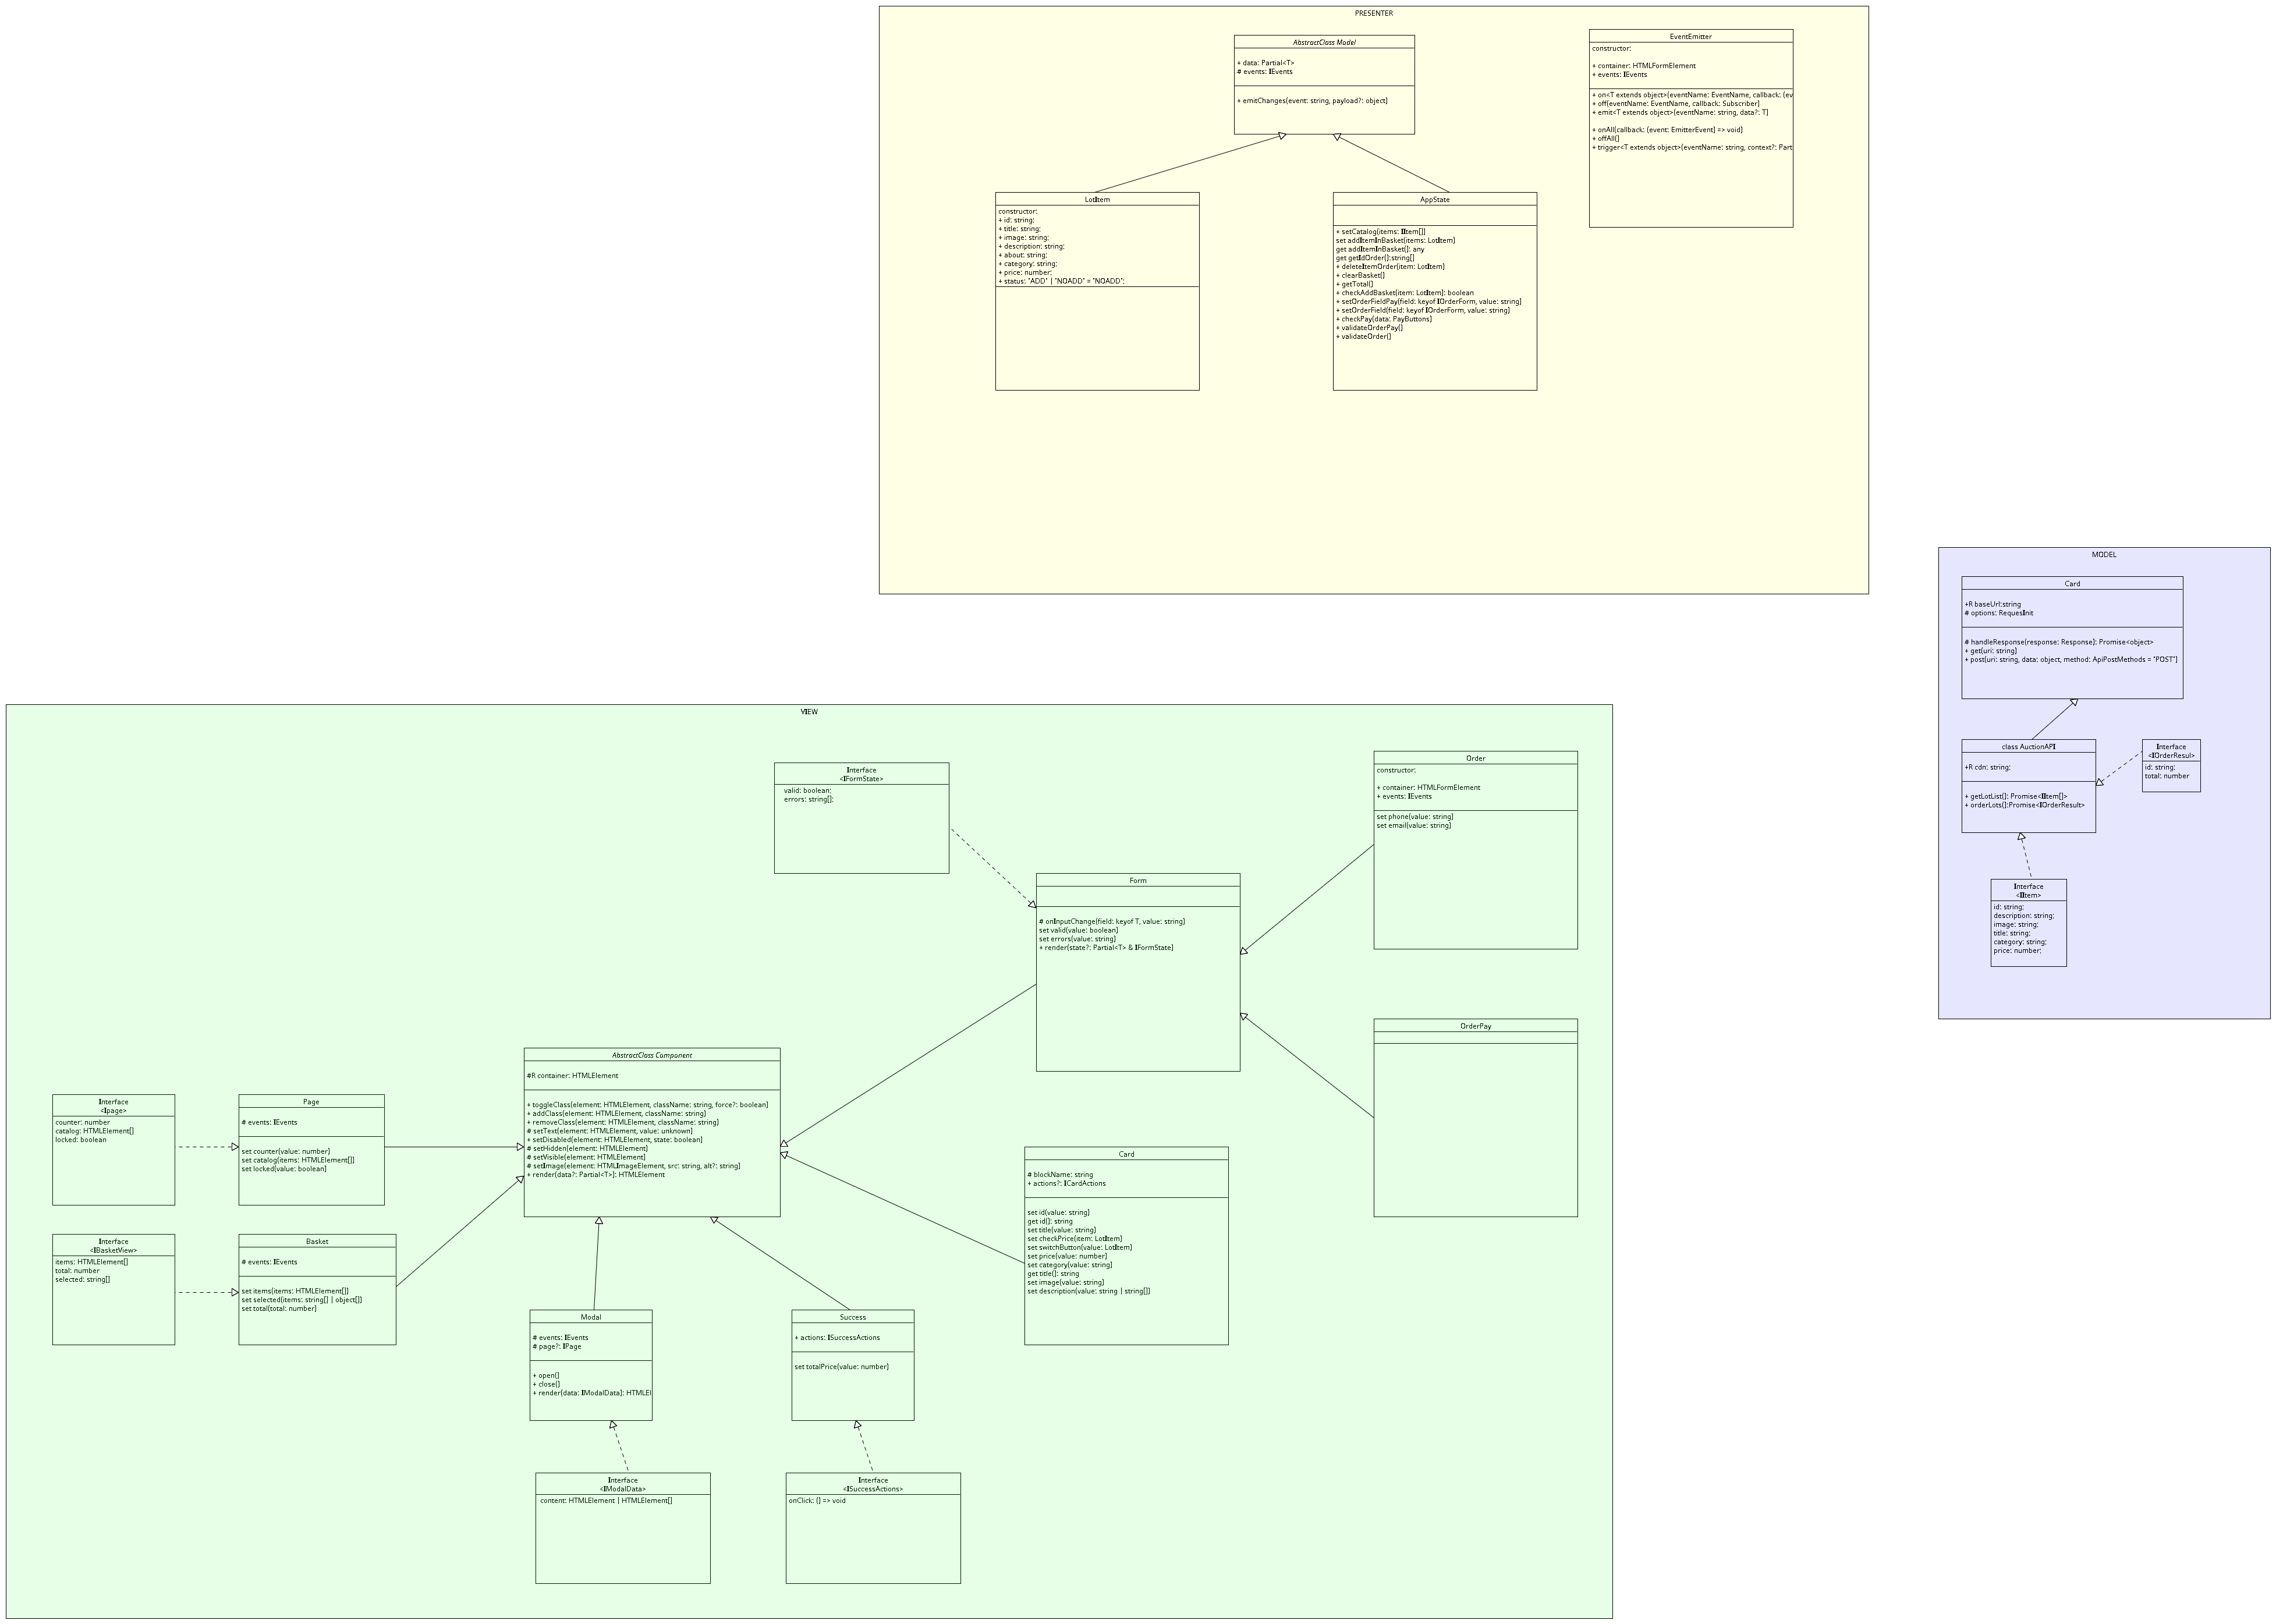 PRESENTER
AbstractClass Model
+ data: Partial<T>
# events: IEvents
+ emitChanges(event: string, payload?: object)
EventEmitter
constructor:
+ container: HTMLFormElement
+ events: IEvents
+ on<T extends object>(eventName: EventName, callback: (ev
+ off(eventName: EventName, callback: Subscriber)
+ emit<T extends object>(eventName: string, data?: T)
+ onAll(callback: (event: EmitterEvent) => void)
+ offAll()
+ trigger<T extends object>(eventName: string, context?: Part
LotItem
constructor:
+ id: string;
+ title: string;
+ image: string;
+ description: string;
+ about: string;
+ category: string;
+ price: number;
+ status: "ADD" | "NOADD" = "NOADD";
AppState
+ setCatalog(items: IItem[])
set addItemInBasket(items: LotItem)
get addItemInBasket(): any
get getIdOrder():string[]
+ deleteItemOrder(item: LotItem)
+ clearBasket()
+ getTotal()
+ checkAddBasket(item: LotItem): boolean
+ setOrderFieldPay(field: keyof IOrderForm, value: string)
+ setOrderField(field: keyof IOrderForm, value: string)
+ checkPay(data: PayButtons)
+ validateOrderPay()
+ validateOrder()
MODEL
Card
+R baseUrl:string
# options: RequesInit
# handleResponse(response: Response): Promise<object>
+ get(uri: string)
+ post(uri: string, data: object, method: ApiPostMethods = "POST")
class AuctionAPI
+R cdn: string;
+ getLotList(): Promise<IItem[]>
+ orderLots():Promise<IOrderResult>
Interface
<IOrderResul>
id: string;
total: number
Interface
<IItem>
id: string;
description: string;
image: string;
title: string;
category: string;
price: number;
VIEW
Interface
<IFormState>
valid: boolean;
errors: string[];
Order
constructor:
+ container: HTMLFormElement
+ events: IEvents
set phone(value: string)
set email(value: string)
Form
# onInputChange(field: keyof T, value: string)
set valid(value: boolean)
set errors(value: string)
+ render(state?: Partial<T> & IFormState)
OrderPay
AbstractClass Component
#R container: HTMLElement
+ toggleClass(element: HTMLElement, className: string, force?: boolean)
+ addClass(element: HTMLElement, className: string)
+ removeClass(element: HTMLElement, className: string)
# setText(element: HTMLElement, value: unknown)
+ setDisabled(element: HTMLElement, state: boolean)
# setHidden(element: HTMLElement)
# setVisible(element: HTMLElement)
# setImage(element: HTMLImageElement, src: string, alt?: string)
+ render(data?: Partial<T>): HTMLElement
Interface
<Ipage>
counter: number
catalog: HTMLElement[]
locked: boolean
Page
# events: IEvents
set counter(value: number)
set catalog(items: HTMLElement[])
set locked(value: boolean)
Card
# blockName: string
+ actions?: ICardActions
set id(value: string)
get id(): string
set title(value: string)
set checkPrice(item: LotItem)
set switchButton(value: LotItem)
set price(value: number)
set category(value: string)
get title(): string
set image(value: string)
set description(value: string | string[])
Interface
<IBasketView>
items: HTMLElement[]
total: number
selected: string[]
Basket
# events: IEvents
set items(items: HTMLElement[])
set selected(items: string[] | object[])
set total(total: number)
Modal
# events: IEvents
# page?: IPage
+ open()
+ close()
+ render(data: IModalData): HTMLEl
Success
+ actions: ISuccessActions
set totalPrice(value: number)
Interface
<IModalData>
content: HTMLElement | HTMLElement[]
Interface
<ISuccessActions>
onClick: () => void